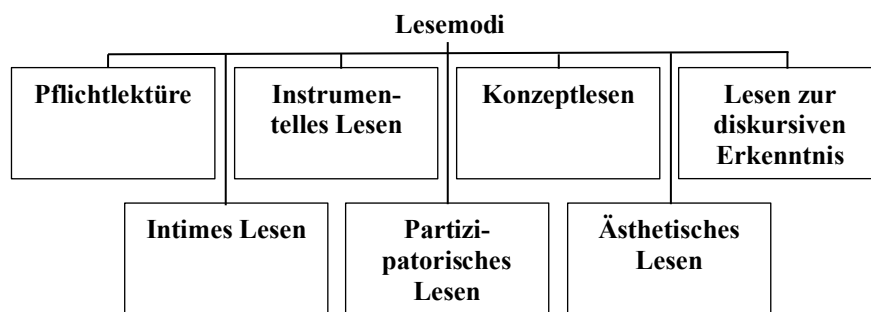 Lesemodi
Pflichtlektüre
Instrumen-
telles Lesen
Konzeptlesen
Lesen zur
diskursiven
Erkenntnis
Intimes Lesen
Partizi-
patorisches
Lesen
Ästhetisches
Lesen